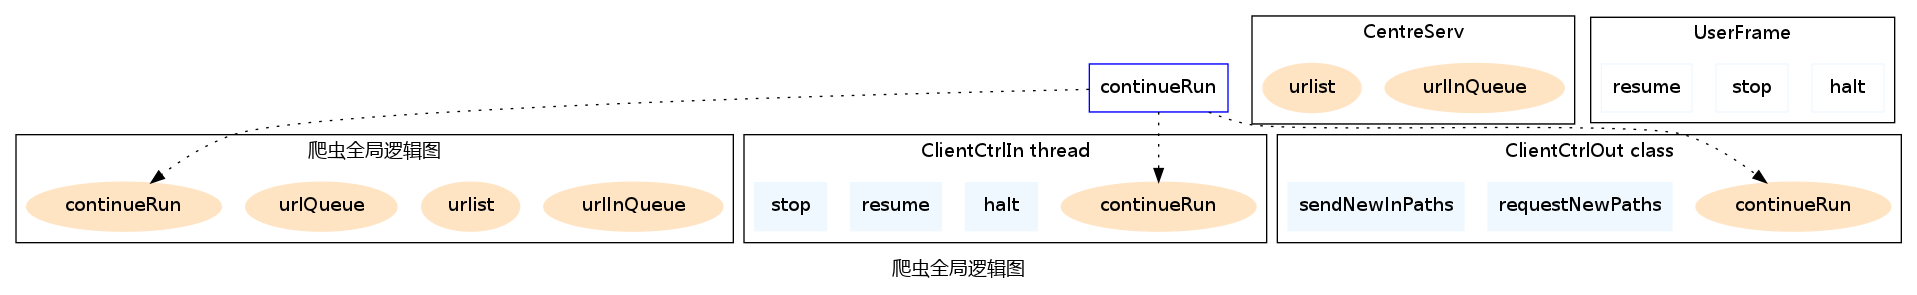 CentreServ
UserFrame
continueRun
urlist
urlInQueue
resume
stop
halt
爬虫全局逻辑图
ClientCtrlIn thread
ClientCtrlOut class
continueRun
urlQueue
urlist
urlInQueue
stop
resume
halt
continueRun
sendNewInPaths
requestNewPaths
continueRun
爬虫全局逻辑图